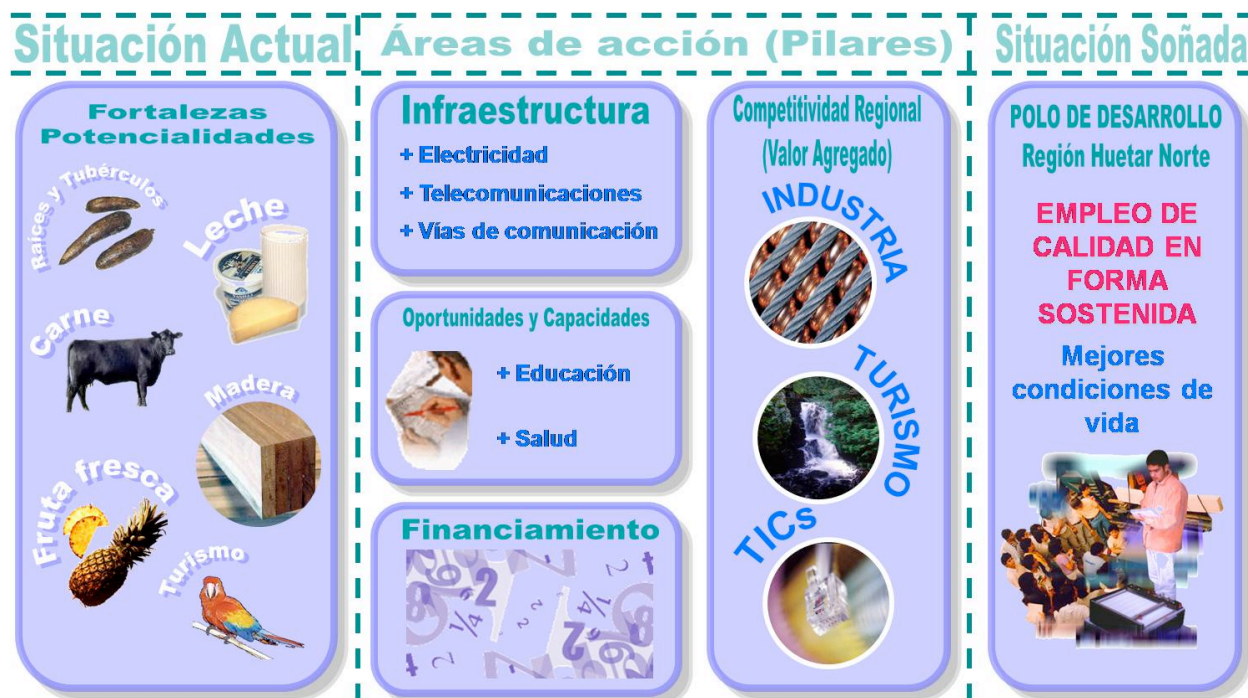 Situación Actual
Áreas de acción (Pilares)
Situación Soñada
Fortalezas
Potencialidades
Raíces y Tubérculos
Leche
Carne
Madera
Fruta fresca
Turismo
Infraestructura
+ Electricidad
+ Telecomunicaciones
+ Vías de comunicación
Oportunidades y Capacidades
+ Educación
+ Salud
Financiamiento
Competitividad Regional
(Valor Agregado)
INDUSTRIA
TURISMO
TICs
POLO DE DESARROLLO
Región Huetar Norte
EMPLEO DE
CALIDAD EN
FORMA
SOSTENIDA
Mejores
condiciones de
vida